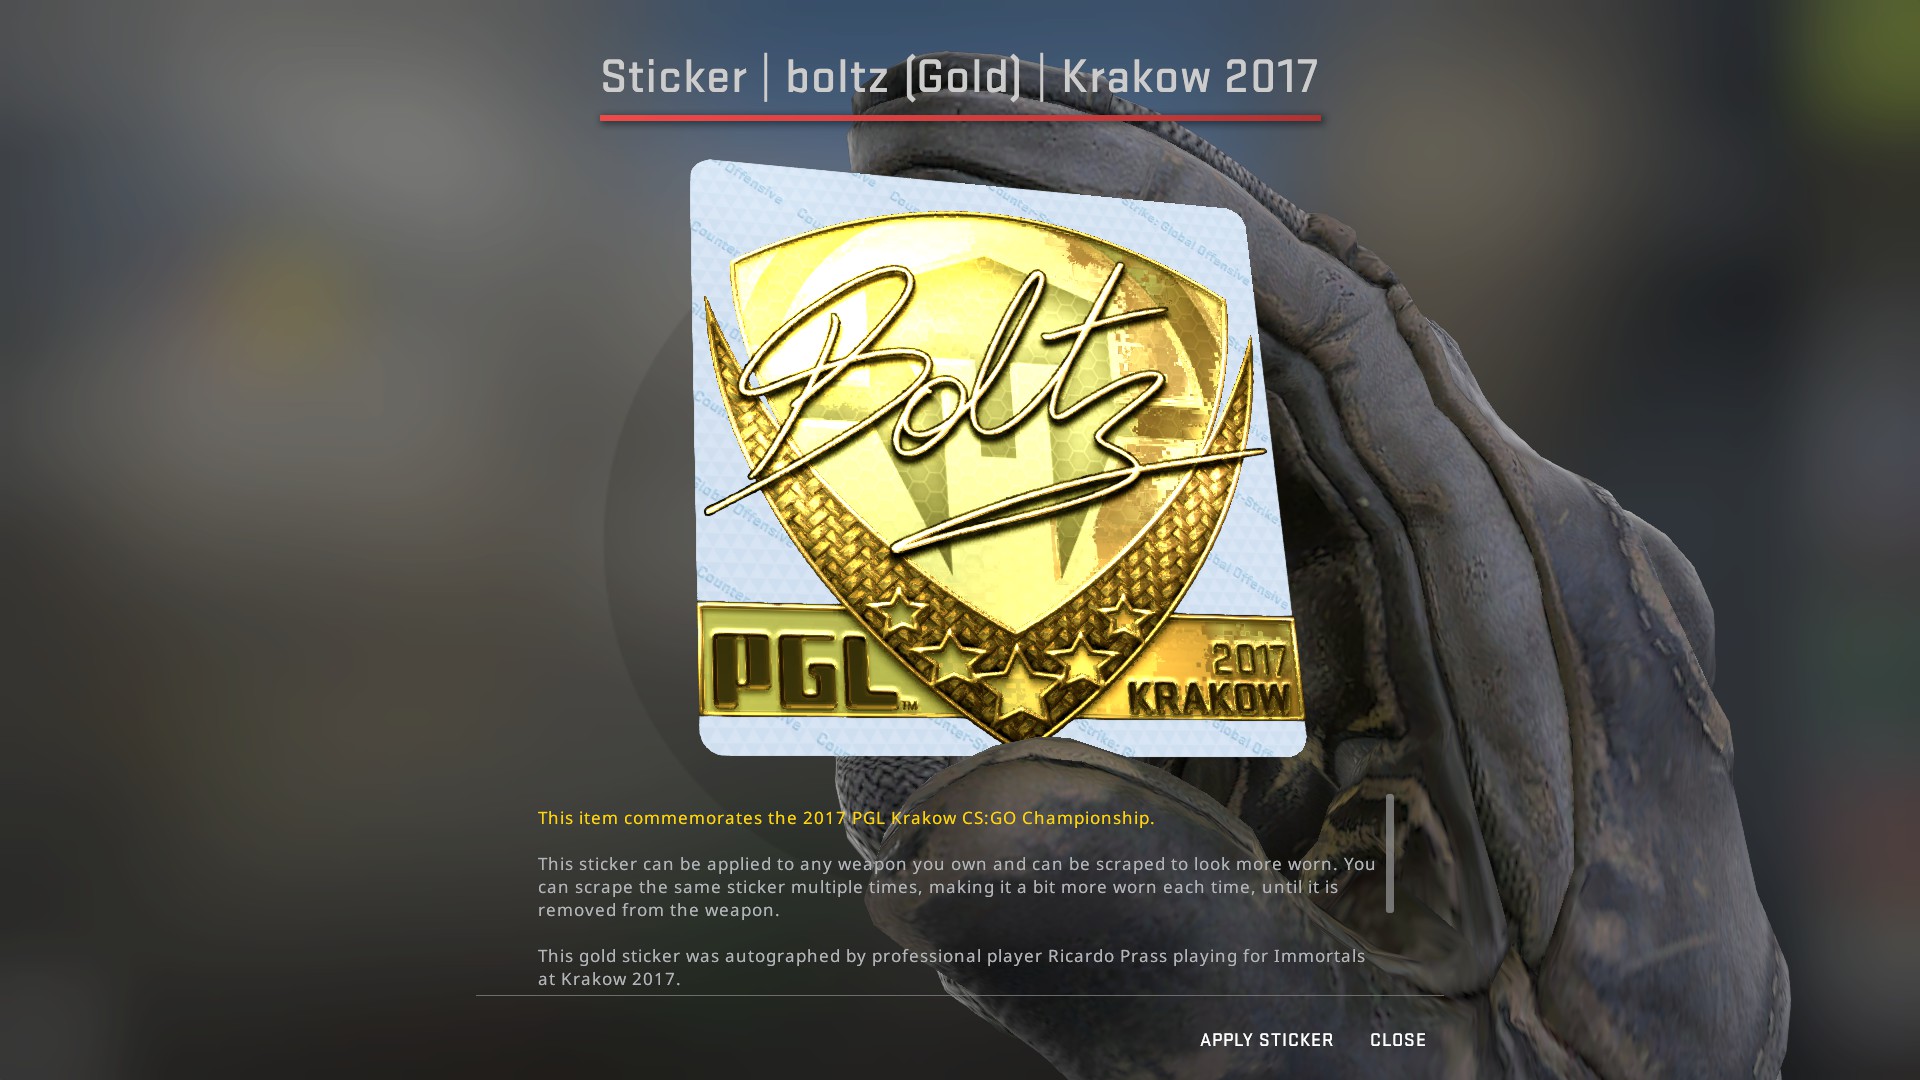 Sticker | boltz (Gold) | Krakow 2017
Boltz
PGL™
2017
KRAKOW
This item commemorates the 2017 PGL Krakow CS:GO Championship.
This sticker can be applied to any weapon you own and can be scraped to look more worn. You
can scrape the same sticker multiple times, making it a bit more worn each time, until it is
removed from the weapon.
This gold sticker was autographed by professional player Ricardo Prass playing for Immortals
at Krakow 2017.
APPLY STICKER CLOSE